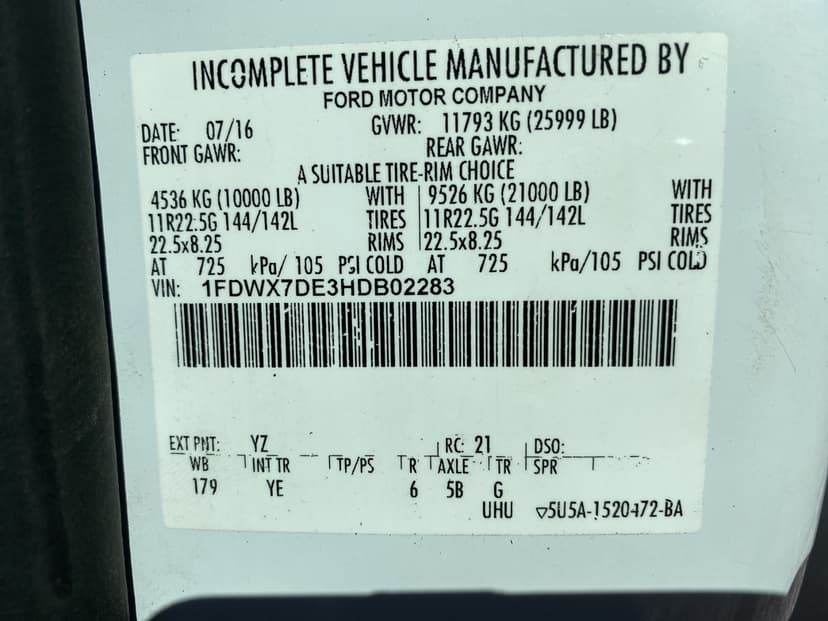 INCOMPLETE VEHICLE MANUFACTURED BY
FORD MOTOR COMPANY
DATE: 07/16 GVWR: 11793 KG (25999 LB)
FRONT GAWR: REAR GAWR:
A SUITABLE TIRE-RIM CHOICE
4536 KG (10000 LB) WITH 9526 KG (21000 LB) WITH
11R22.5G 144/142L TIRES 11R22.5G 144/142L TIRES
22.5x8.25 RIMS 22.5x8.25 RIMS
AT 725 kPa/ 105 PSI COLD AT 725 kPa/105 PSI COLD
VIN: 1FDWX7DE3HDB02283
EXT PNT: YZ RC: 21 DSO:
WB INT TR TP/PS R AXLE TR SPR
179 YE 6 5B G
UHU ▽5U5A-1520472-BA